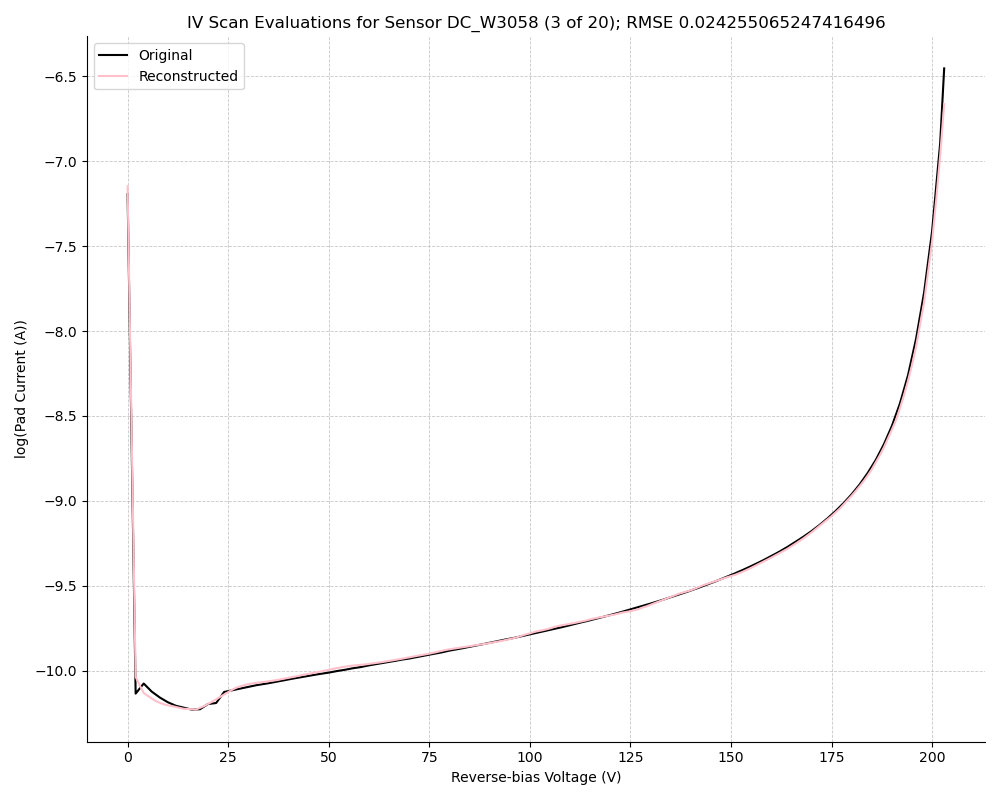 IV Scan Evaluations for Sensor DC_W3058 (3 of 20); RMSE 0.024255065247416496
Original
Reconstructed
log(Pad Current (A))
−6.5
−7.0
−7.5
−8.0
−8.5
−9.0
−9.5
−10.0
0 25 50 75 100 125 150 175 200
Reverse-bias Voltage (V)